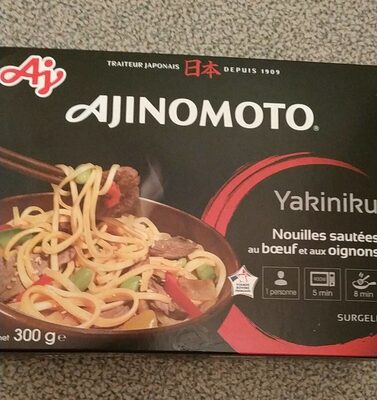 Aj
TRAITEUR JAPONAIS 日本 DEPUIS 1909
AJINOMOTO®
Yakiniku
Nouilles sautées
au bœuf et aux oignons
1 personne
5 min
8 min
SURGELÉ
net 300 g e